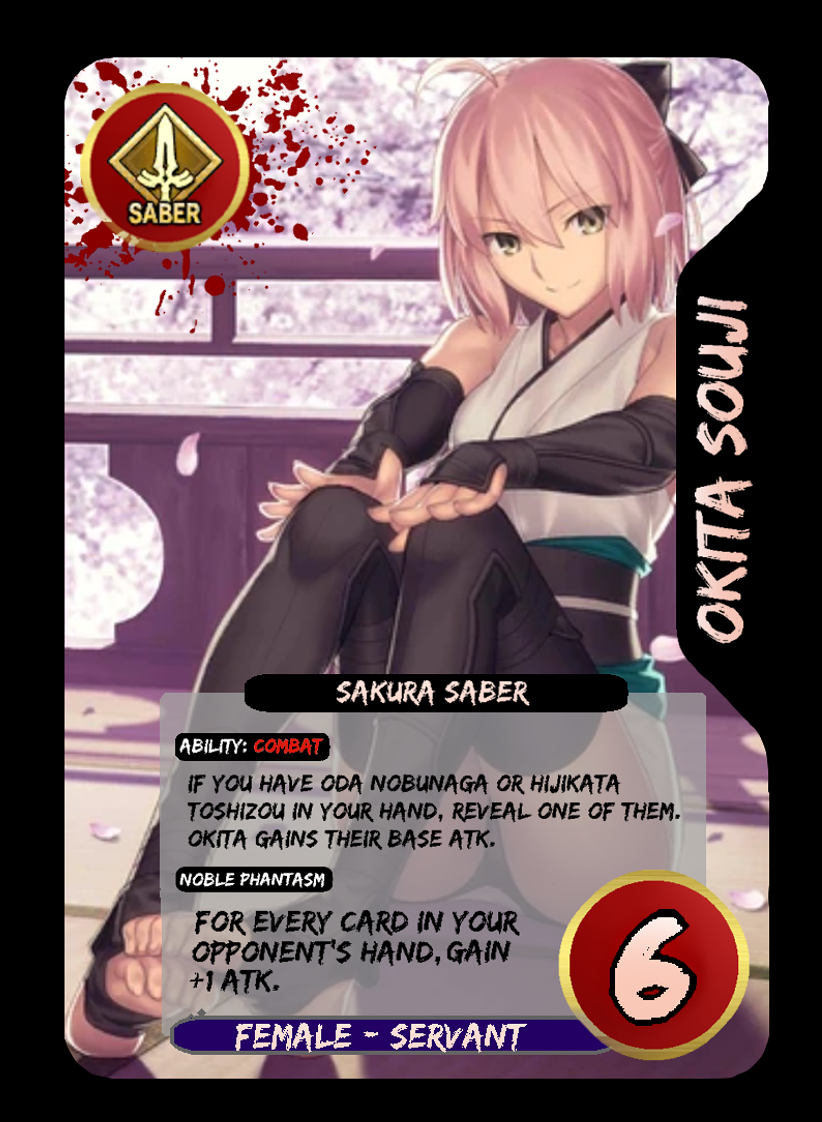 SABER
OKITA SOUJI
SAKURA SABER
ABILITY: COMBAT
IF YOU HAVE ODA NOBUNAGA OR HIJIKATA
TOSHIZOU IN YOUR HAND, REVEAL ONE OF THEM.
OKITA GAINS THEIR BASE ATK.
NOBLE PHANTASM
FOR EVERY CARD IN YOUR
OPPONENT'S HAND, GAIN
+1 ATK.
6
FEMALE - SERVANT